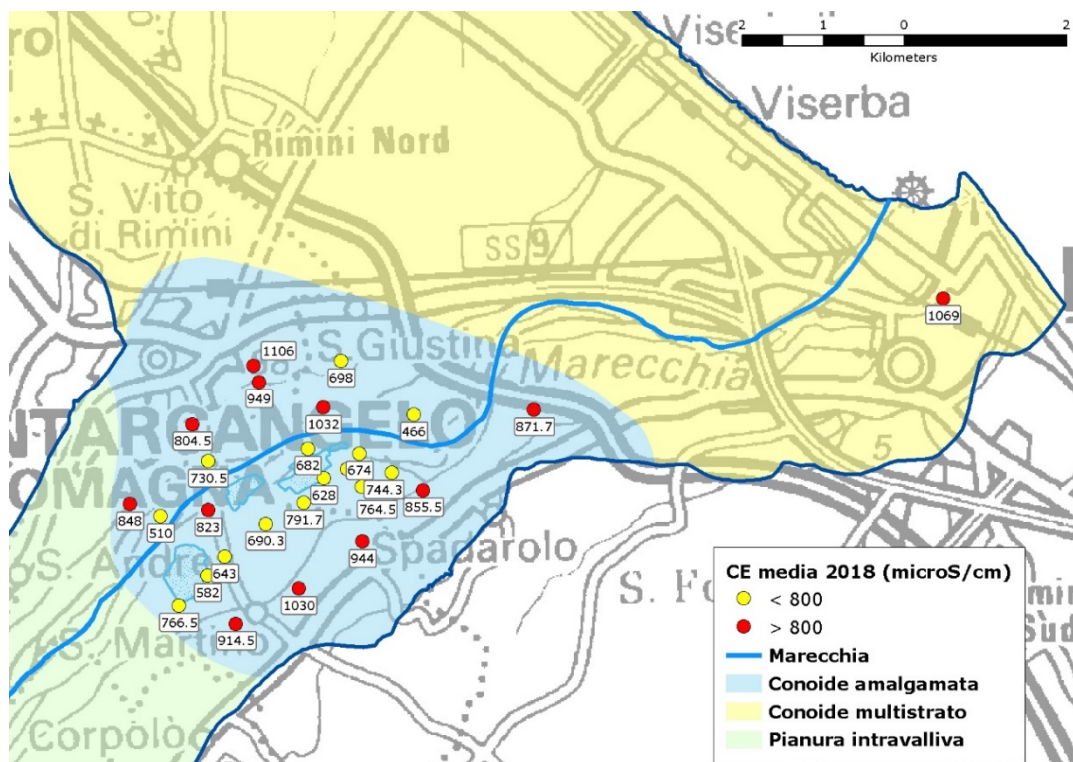 Viserbella
2 1 0 2
Kilometers
Viserba
Rimini Nord
S. Vito
di Rimini
SS 9
1069
1106
S. Giustina
698
949
Marecchia
1032
466
871.7
804.5
730.5
682
674
744.3
628
764.5
855.5
848
510
823
791.7
690.3
944
Spadarolo
S. Andre
643
582
1030
766.5
914.5
S. Martino
Corpolò
5
S. Fo
CE media 2018 (microS/cm)
< 800
> 800
Marecchia
Conoide amalgamata
Conoide multistrato
Pianura intravalliva